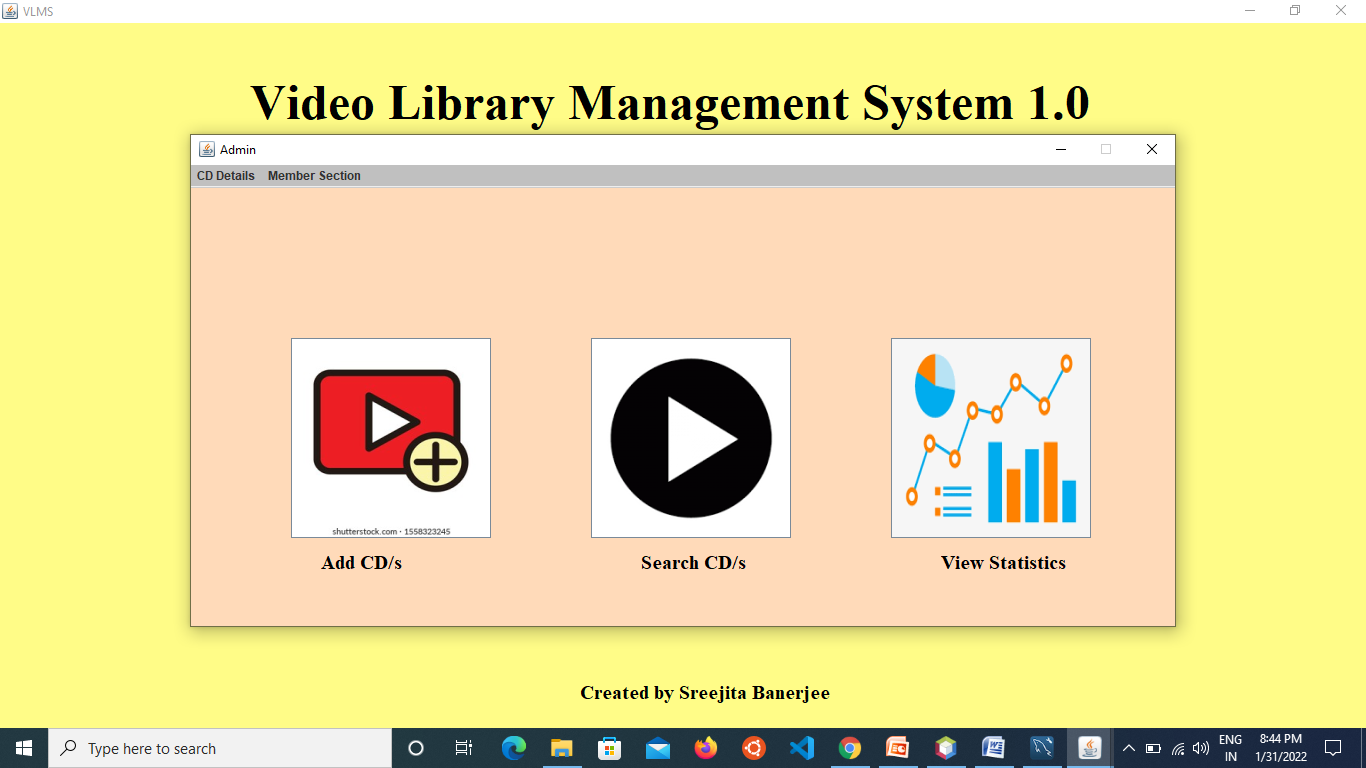 VLMS
Video Library Management System 1.0
Admin
CD Details Member Section
shutterstock.com · 1558323245
Add CD/s Search CD/s View Statistics
Created by Sreejita Banerjee
Type here to search
ENG
IN
8:44 PM
1/31/2022